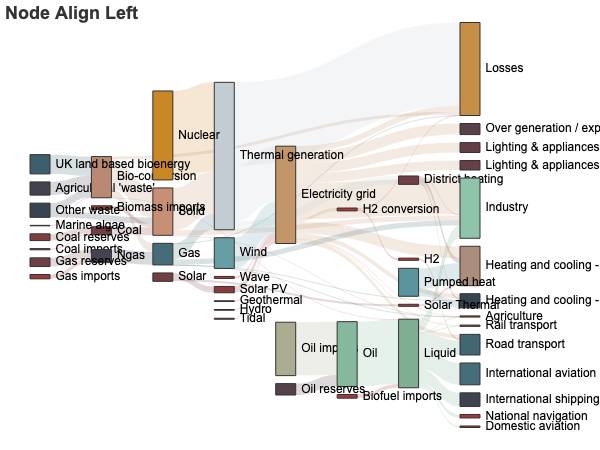 Node Align Left
Losses
Over generation / exp
Lighting & appliances
Lighting & appliances
Industry
Heating and cooling -
Heating and cooling -
Agriculture
Rail transport
Road transport
International aviation
International shipping
National navigation
Domestic aviation
District heating
H2
Pumped heat
Solar Thermal
Liquid
H2 conversion
Oil
Biofuel imports
Electricity grid
Oil imports
Oil reserves
Thermal generation
Wind
Wave
Solar PV
Geothermal
Hydro
Tidal
Nuclear
Solid
Gas
Solar
Bio-conversion
Biomass imports
Coal
Ngas
UK land based bioenergy
Agricultural 'waste'
Other waste
Marine algae
Coal reserves
Coal imports
Gas reserves
Gas imports